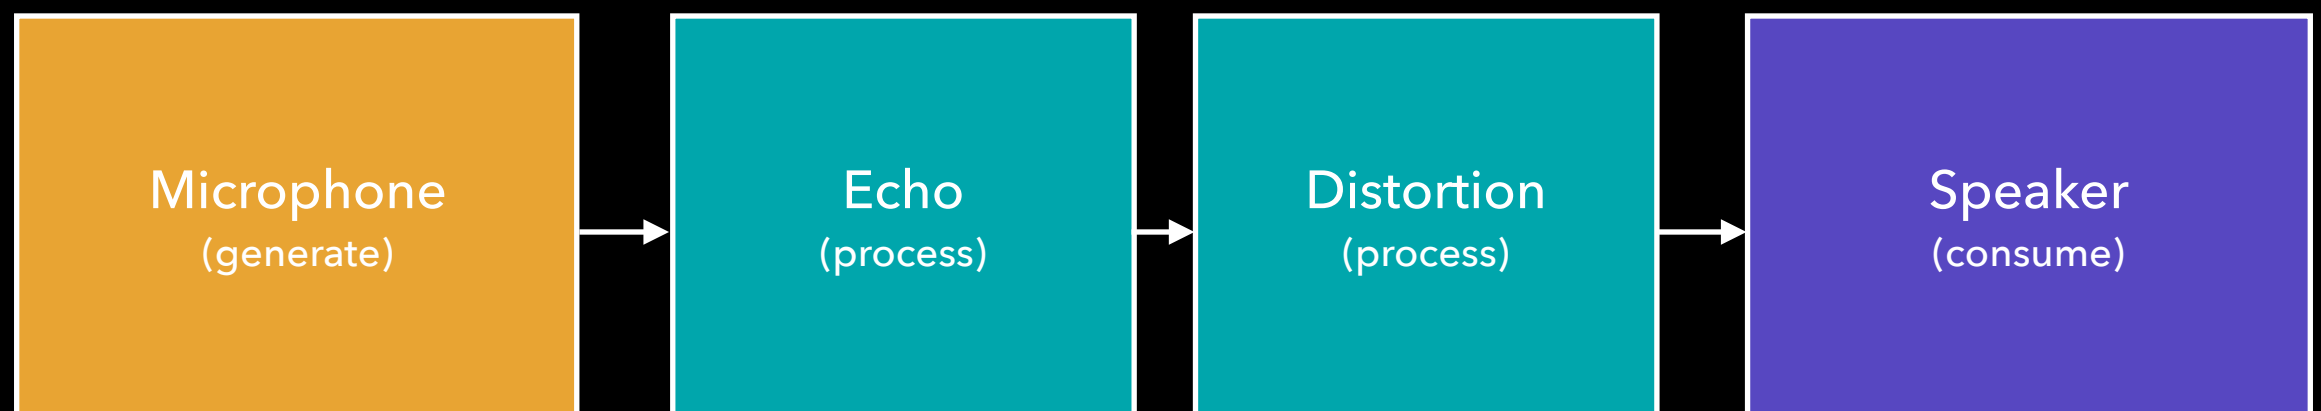 Microphone
(generate)
Echo
(process)
Distortion
(process)
Speaker
(consume)